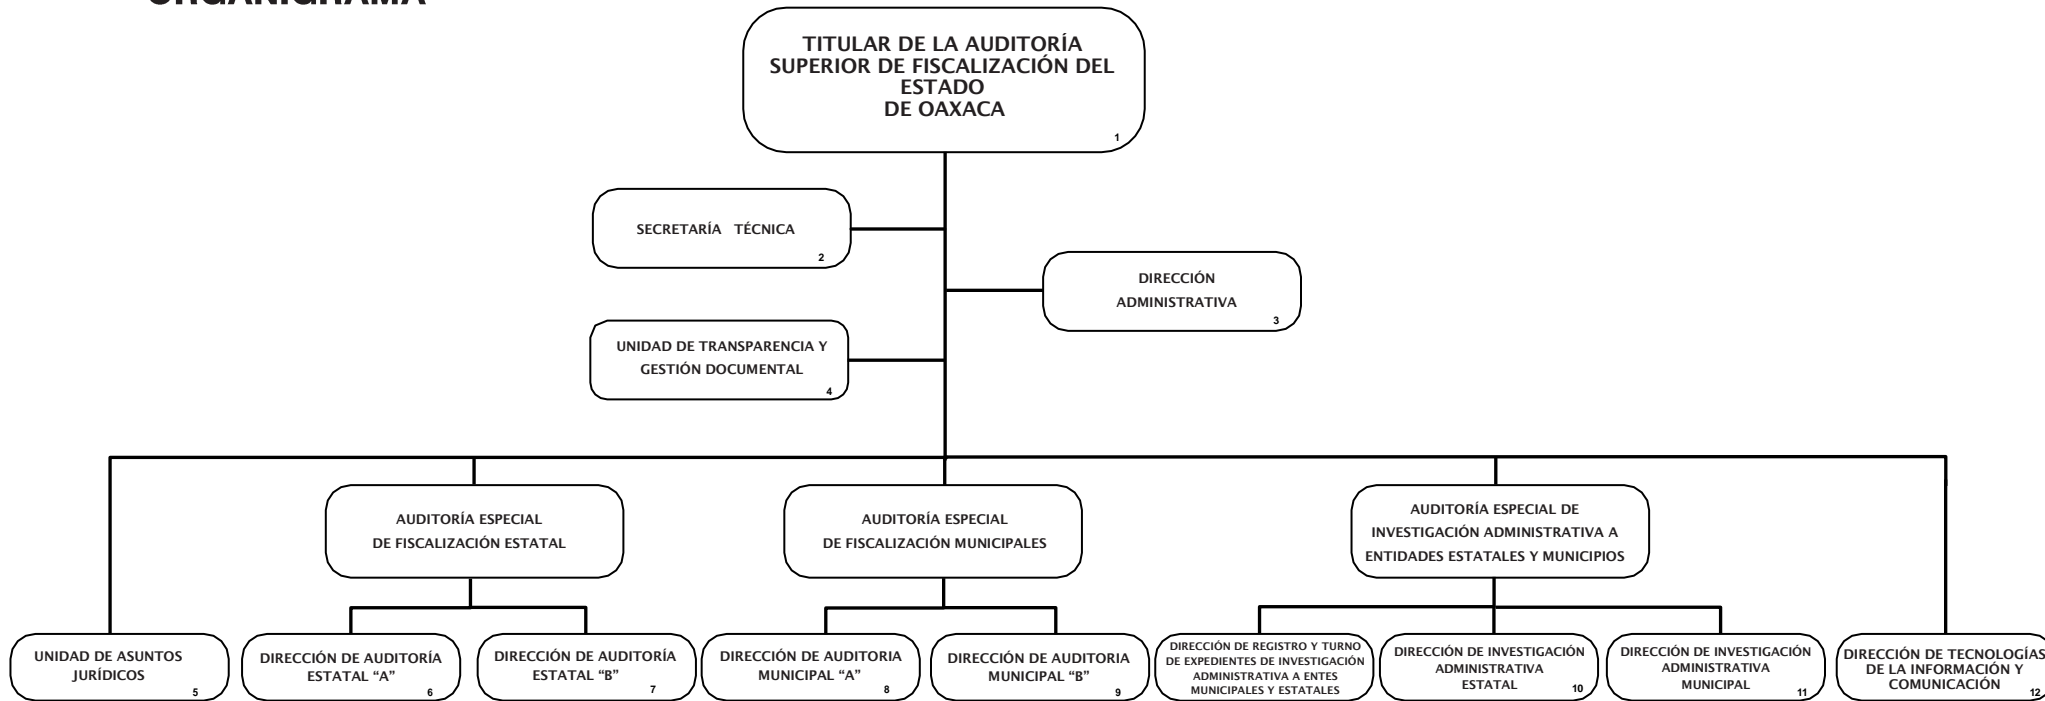 ORGANIGRAMA
TITULAR DE LA AUDITORÍA
SUPERIOR DE FISCALIZACIÓN DEL
ESTADO
DE OAXACA
1
SECRETARÍA TÉCNICA
2
DIRECCIÓN
ADMINISTRATIVA
3
UNIDAD DE TRANSPARENCIA Y
GESTIÓN DOCUMENTAL
4
AUDITORÍA ESPECIAL
DE FISCALIZACIÓN ESTATAL
AUDITORÍA ESPECIAL
DE FISCALIZACIÓN MUNICIPALES
AUDITORÍA ESPECIAL DE
INVESTIGACIÓN ADMINISTRATIVA A
ENTIDADES ESTATALES Y MUNICIPIOS
UNIDAD DE ASUNTOS
JURÍDICOS
5
DIRECCIÓN DE AUDITORÍA
ESTATAL “A”
6
DIRECCIÓN DE AUDITORÍA
ESTATAL “B”
7
DIRECCIÓN DE AUDITORIA
MUNICIPAL “A”
8
DIRECCIÓN DE AUDITORIA
MUNICIPAL “B”
9
DIRECCIÓN DE REGISTRO Y TURNO
DE EXPEDIENTES DE INVESTIGACIÓN
ADMINISTRATIVA A ENTES
MUNICIPALES Y ESTATALES
DIRECCIÓN DE INVESTIGACIÓN
ADMINISTRATIVA
ESTATAL
10
DIRECCIÓN DE INVESTIGACIÓN
ADMINISTRATIVA
MUNICIPAL
11
DIRECCIÓN DE TECNOLOGÍAS
DE LA INFORMACIÓN Y
COMUNICACIÓN
12